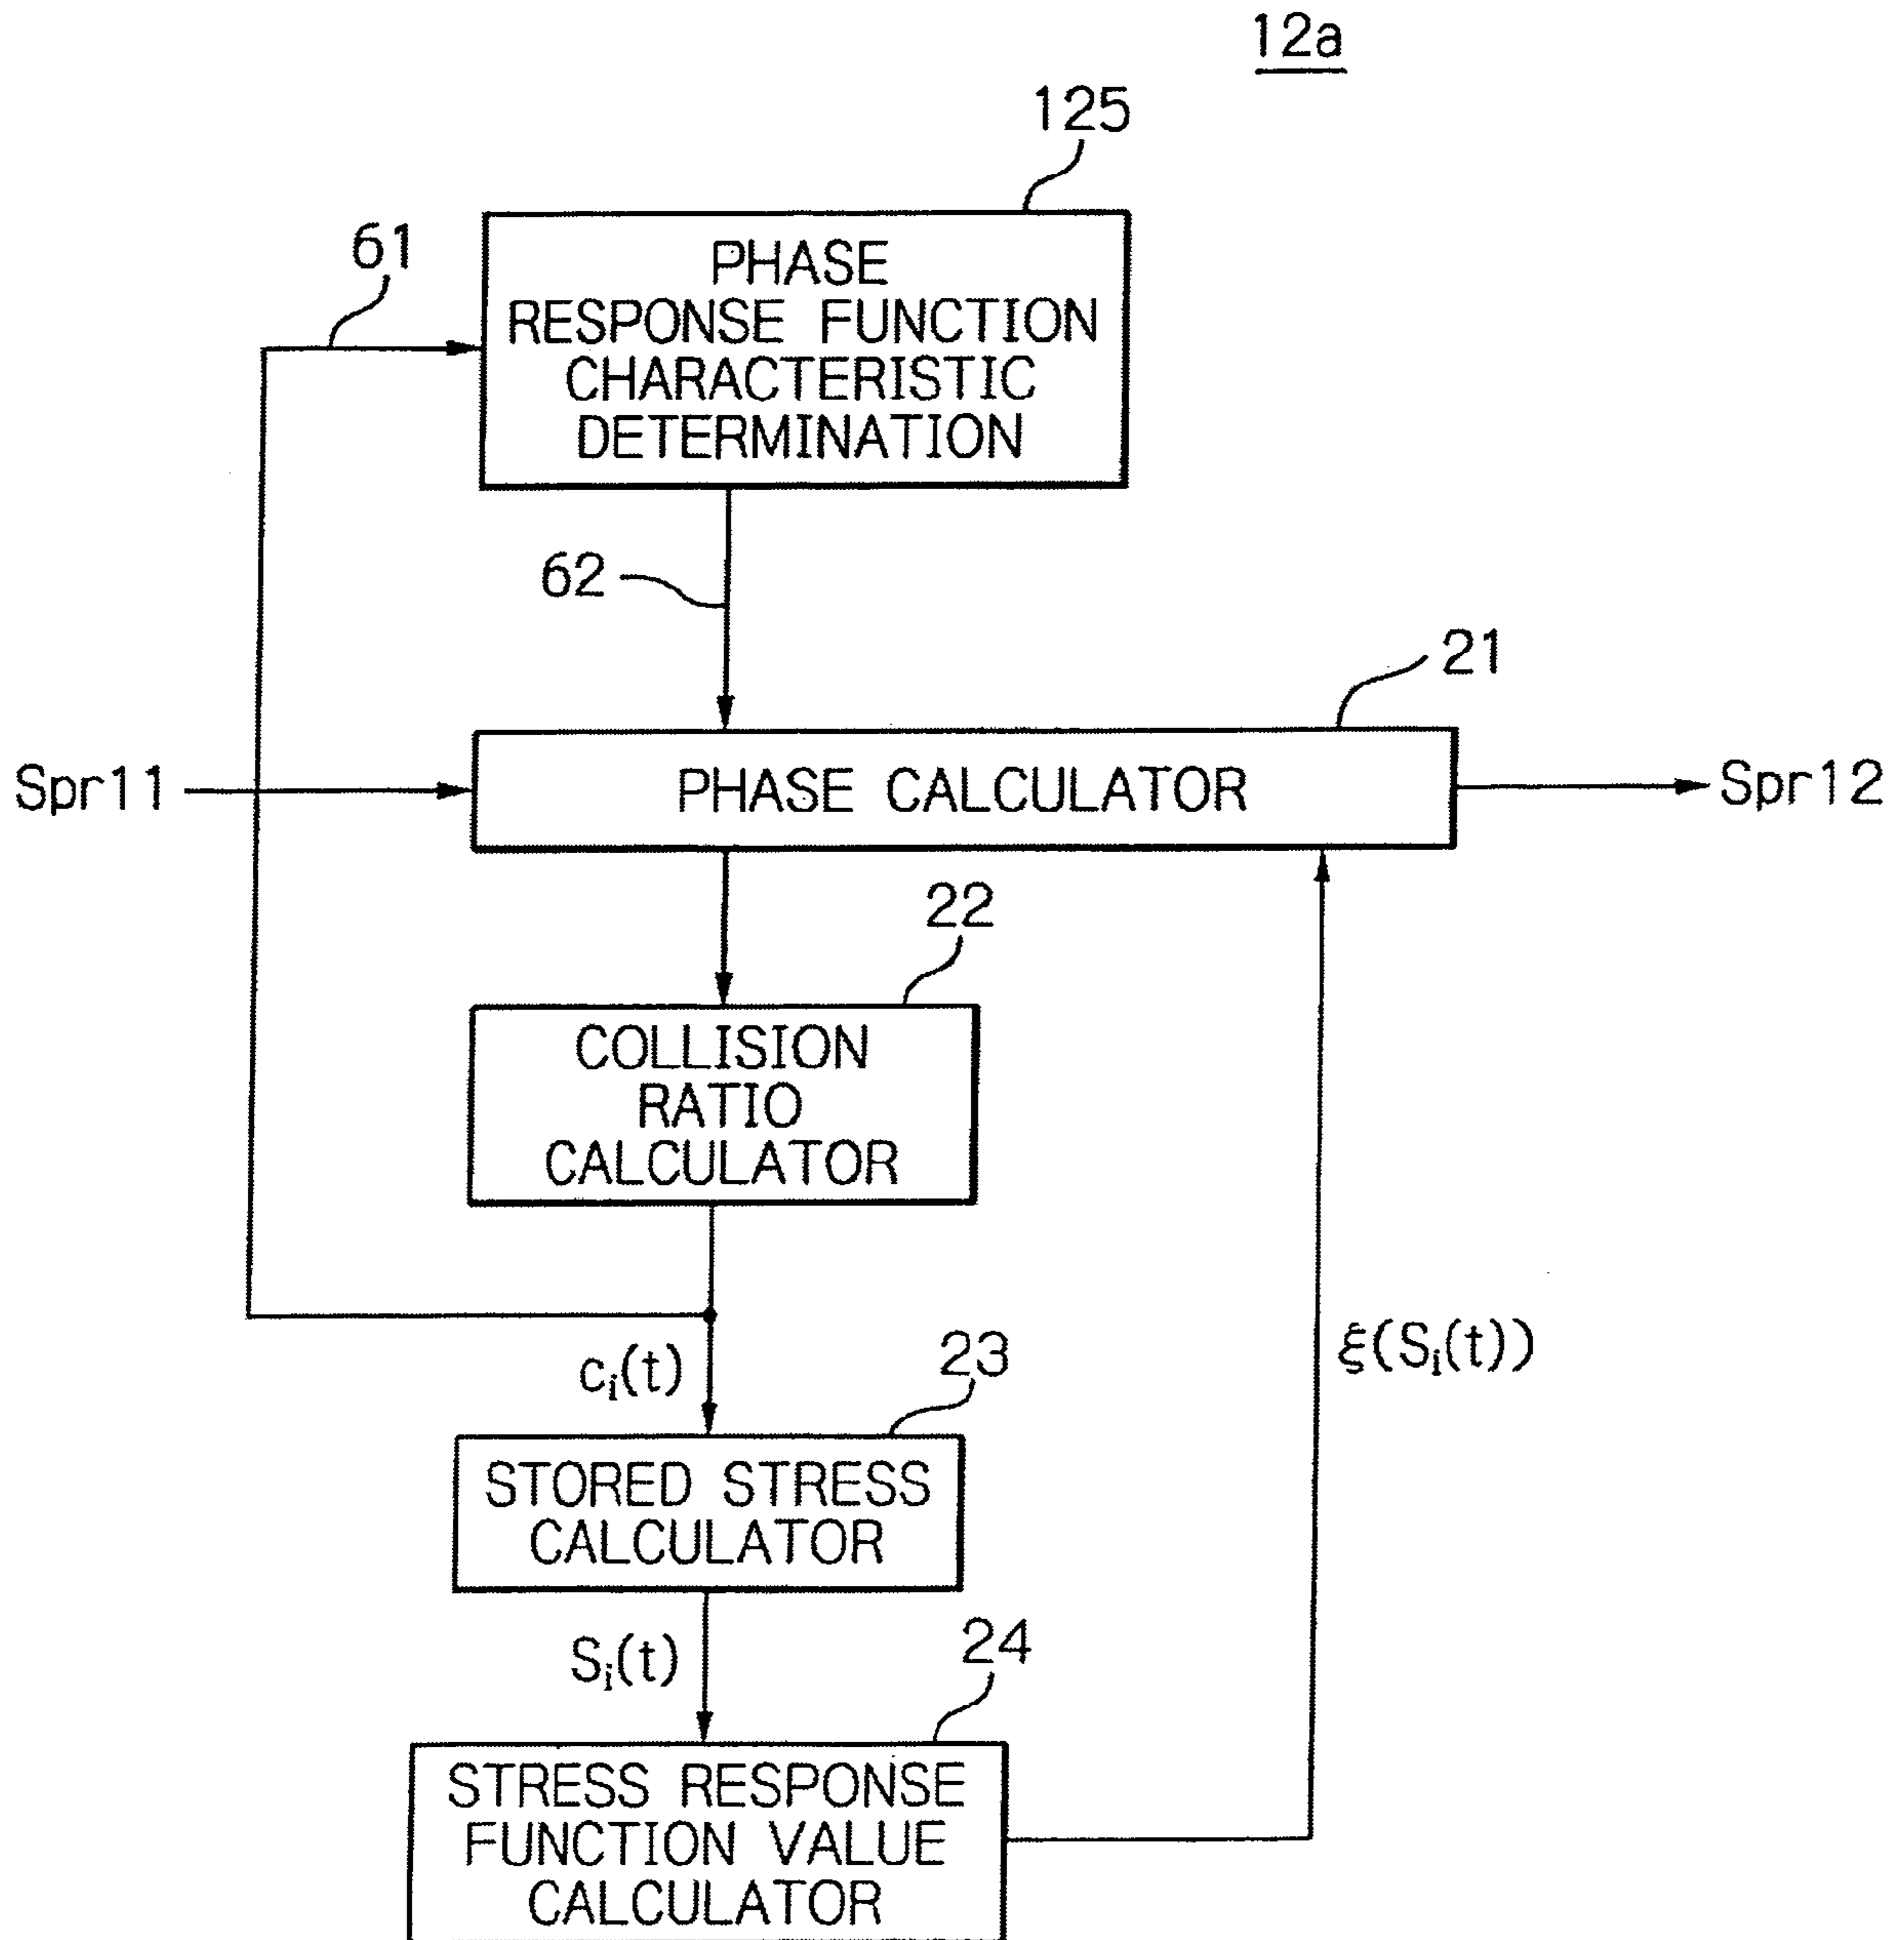 12a
125
61
PHASE
RESPONSE FUNCTION
CHARACTERISTIC
DETERMINATION
62
21
Spr11
PHASE CALCULATOR
Spr12
22
COLLISION
RATIO
CALCULATOR
ci(t)
23
ξ(Si(t))
STORED STRESS
CALCULATOR
Si(t)
24
STRESS RESPONSE
FUNCTION VALUE
CALCULATOR